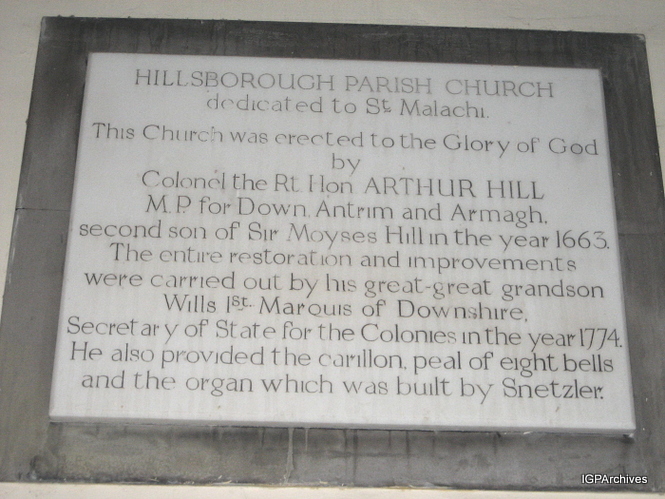 HILLSBOROUGH PARISH CHURCH
dedicated to St. Malachi.
This Church was erected to the Glory of God
by
Colonel the Rt. Hon ARTHUR HILL
M.P. for Down, Antrim and Armagh,
second son of Sir Moyses Hill in the year 1663.
The entire restoration and improvements
were carried out by his great-great grandson
Wills 1st. Marquis of Downshire,
Secretary of State for the Colonies in the year 1774.
He also provided the carillon, peal of eight bells
and the organ which was built by Snetzler.
IGPArchives